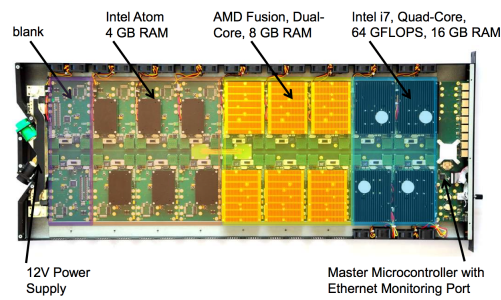 blank
Intel Atom
4 GB RAM
AMD Fusion, Dual-
Core, 8 GB RAM
Intel i7, Quad-Core,
64 GFLOPS, 16 GB RAM
12V Power
Supply
Master Microcontroller with
Ethernet Monitoring Port